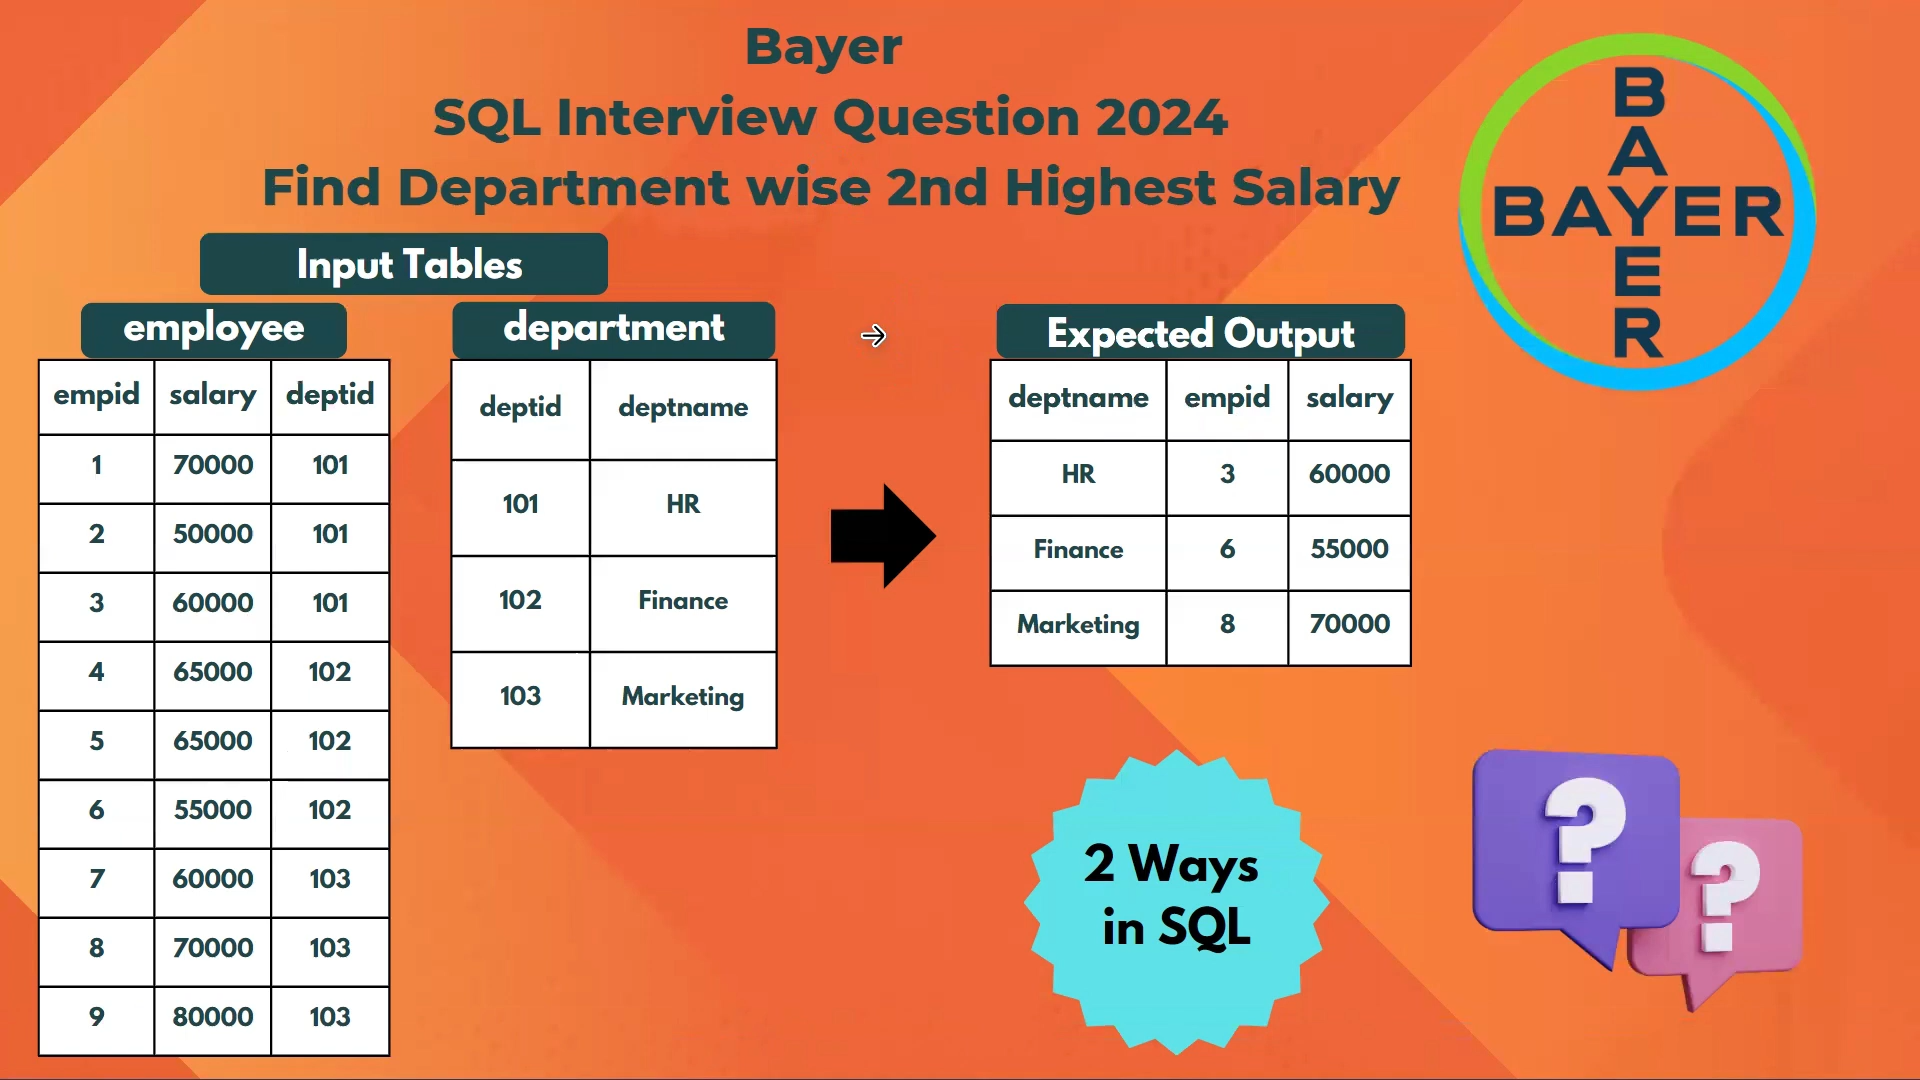 Bayer
SQL Interview Question 2024
Find Department wise 2nd Highest Salary
BAYER
BAYER
Input Tables
employee
empid salary deptid
1 70000 101
2 50000 101
3 60000 101
4 65000 102
5 65000 102
6 55000 102
7 60000 103
8 70000 103
9 80000 103
department
deptid deptname
101 HR
102 Finance
103 Marketing
Expected Output
deptname empid salary
HR 3 60000
Finance 6 55000
Marketing 8 70000
2 Ways
in SQL
?
?